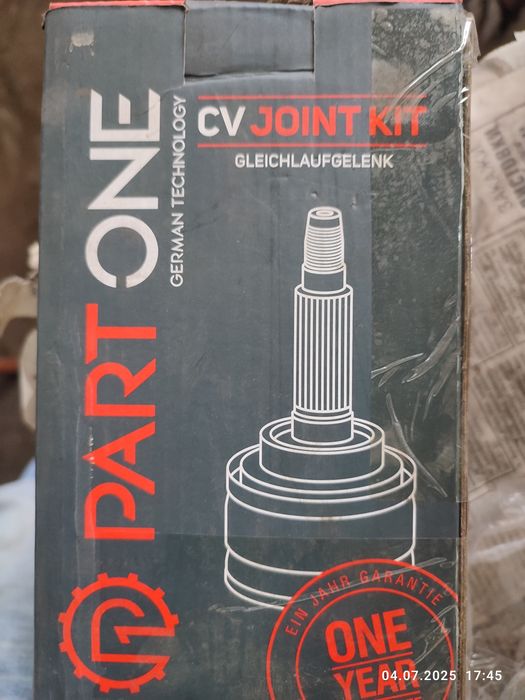 CV JOINT KIT
GLEICHLAUFGELENK
PART ONE
GERMAN TECHNOLOGY
EIN JAHR GARANTIE
ONE
YEAR
04.07.2025 17:45